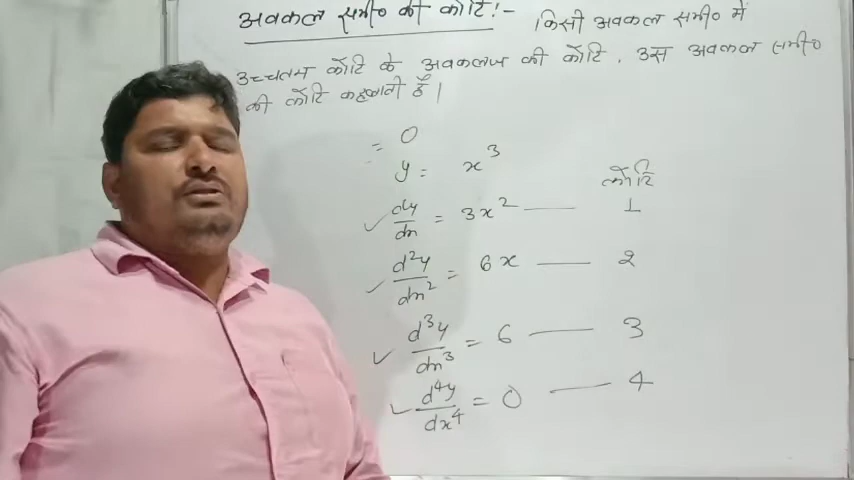 अवकल समी० की कोटि :- किसी अवकल समी० में
उच्चतम कोटि के अवकलज की कोटि, उस अवकल समी०
की कोटि कहलाती है।
= 0
y = x³
कोटि
✓ dy/dx = 3x² — 1
✓ d²y/dx² = 6x — 2
✓ d³y/dx³ = 6 — 3
✓ d⁴y/dx⁴ = 0 — 4